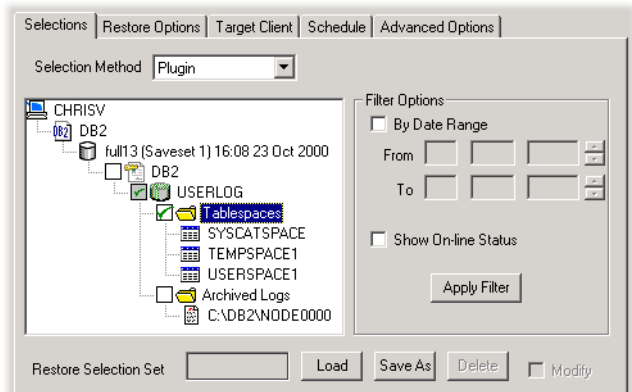 Selections Restore Options Target Client Schedule Advanced Options
Selection Method Plugin
CHRISV
DB2 DB2
full13 (Saveset 1) 16:08 23 Oct 2000
DB2
USERLOG
Tablespaces
SYSCATSPACE
TEMPSPACE1
USERSPACE1
Archived Logs
C:\DB2\NODE0000
Filter Options
By Date Range
From
To
Show On-line Status
Apply Filter
Restore Selection Set Load Save As Delete Modify